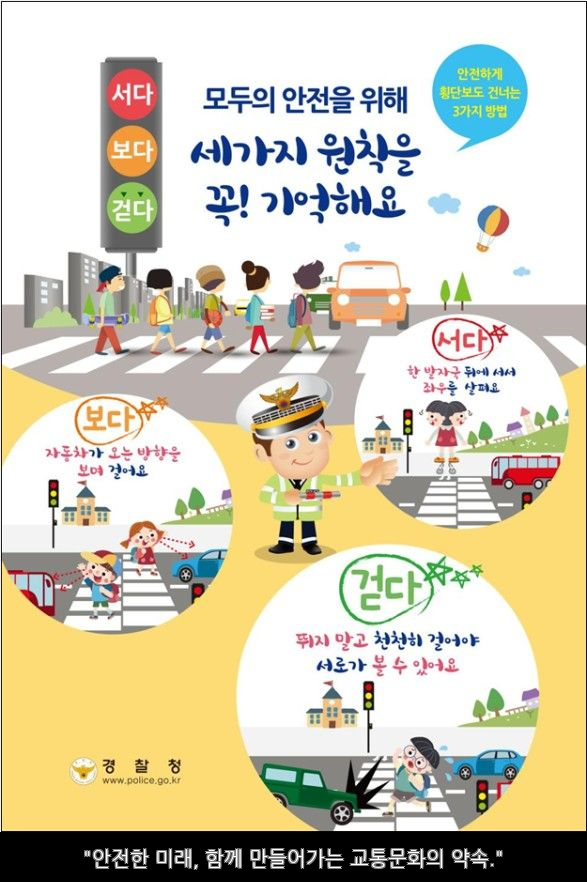 서다
보다
걷다
모두의 안전을 위해
세가지 원착을
꼭! 기억해요
안전하게
횡단보도 건너는
3가지 방법
서다
한 발자국 뒤에 서서
좌우를 살펴요
보다
자동차가 오는 방향을
보며 걸어요
걷다
뛰지 말고 천천히 걸어야
서로가 볼 수 있어요
경찰청
www.police.go.kr
"안전한 미래, 함께 만들어가는 교통문화의 약속."